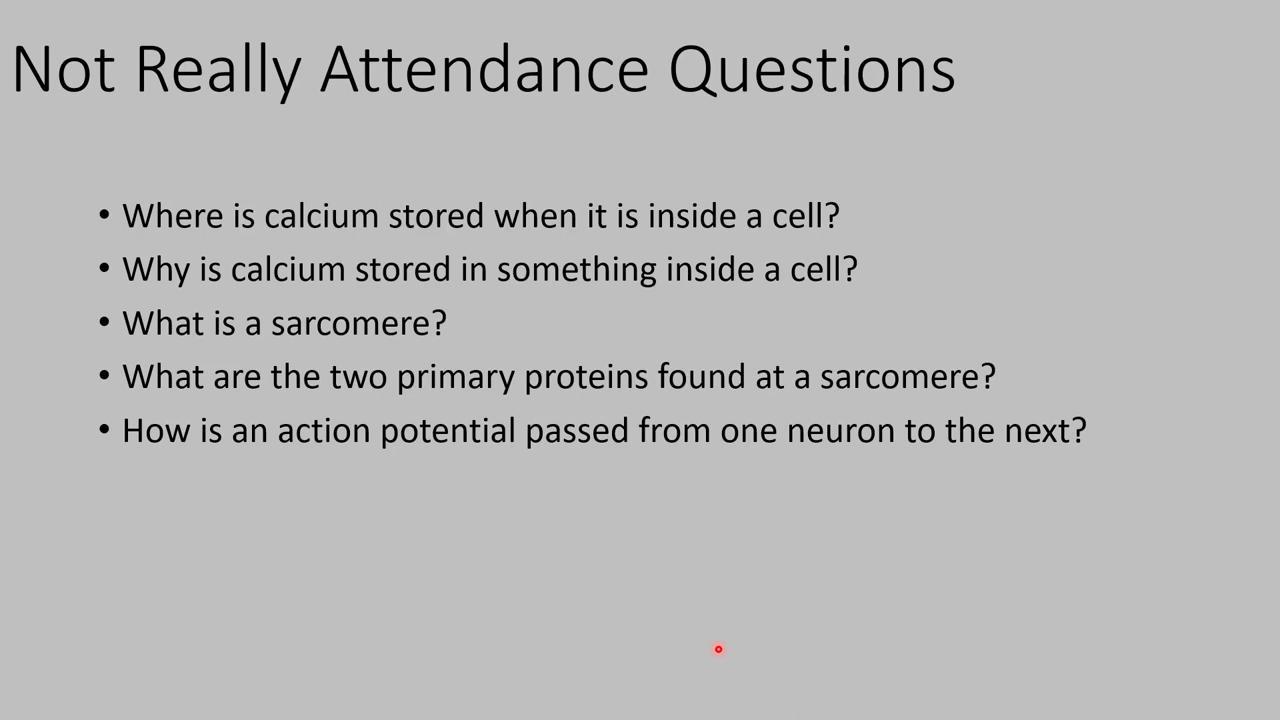 Not Really Attendance Questions
• Where is calcium stored when it is inside a cell?
• Why is calcium stored in something inside a cell?
• What is a sarcomere?
• What are the two primary proteins found at a sarcomere?
• How is an action potential passed from one neuron to the next?